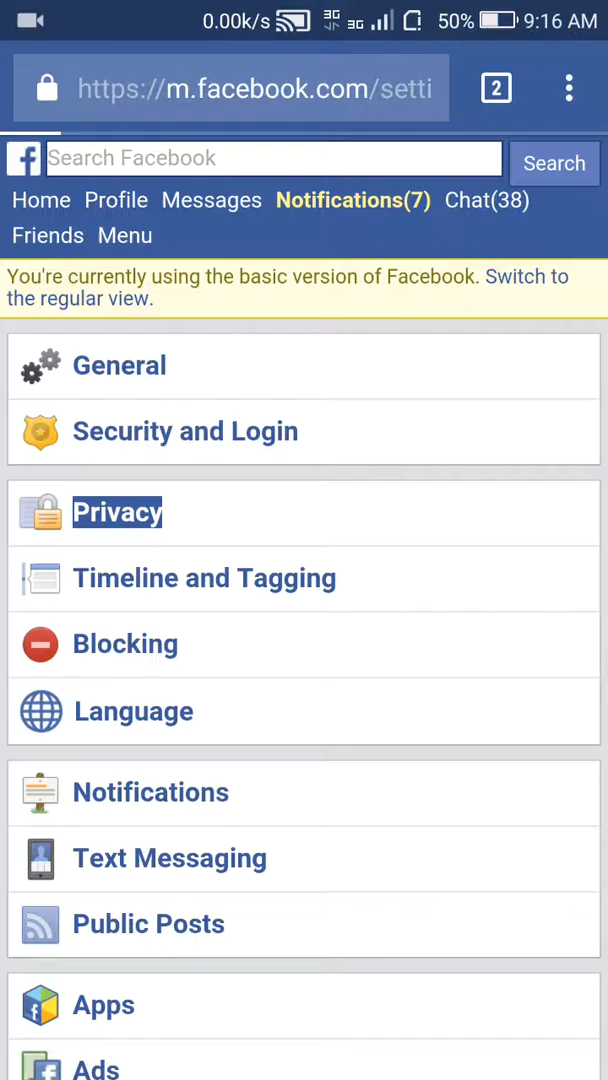 0.00k/s 3G 3G 50% 9:16 AM
https://m.facebook.com/setti 2
f Search Facebook Search
Home Profile Messages Notifications(7) Chat(38)
Friends Menu
You're currently using the basic version of Facebook. Switch to
the regular view.
General
Security and Login
Privacy
Timeline and Tagging
Blocking
Language
Notifications
Text Messaging
Public Posts
Apps
Ads